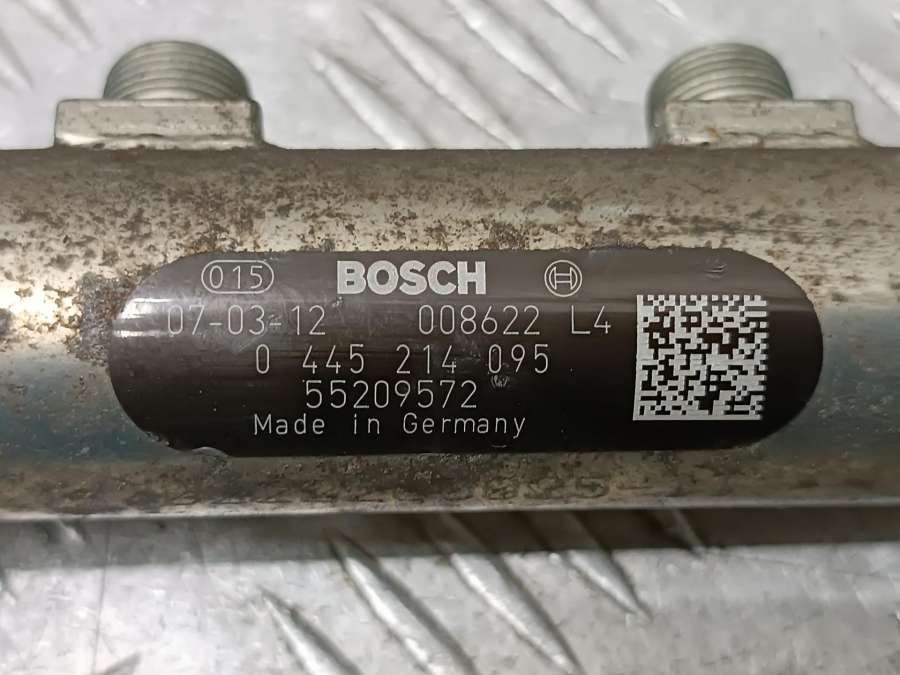 015 BOSCH
07-03-12 008622 L4
0 445 214 095
55209572
Made in Germany